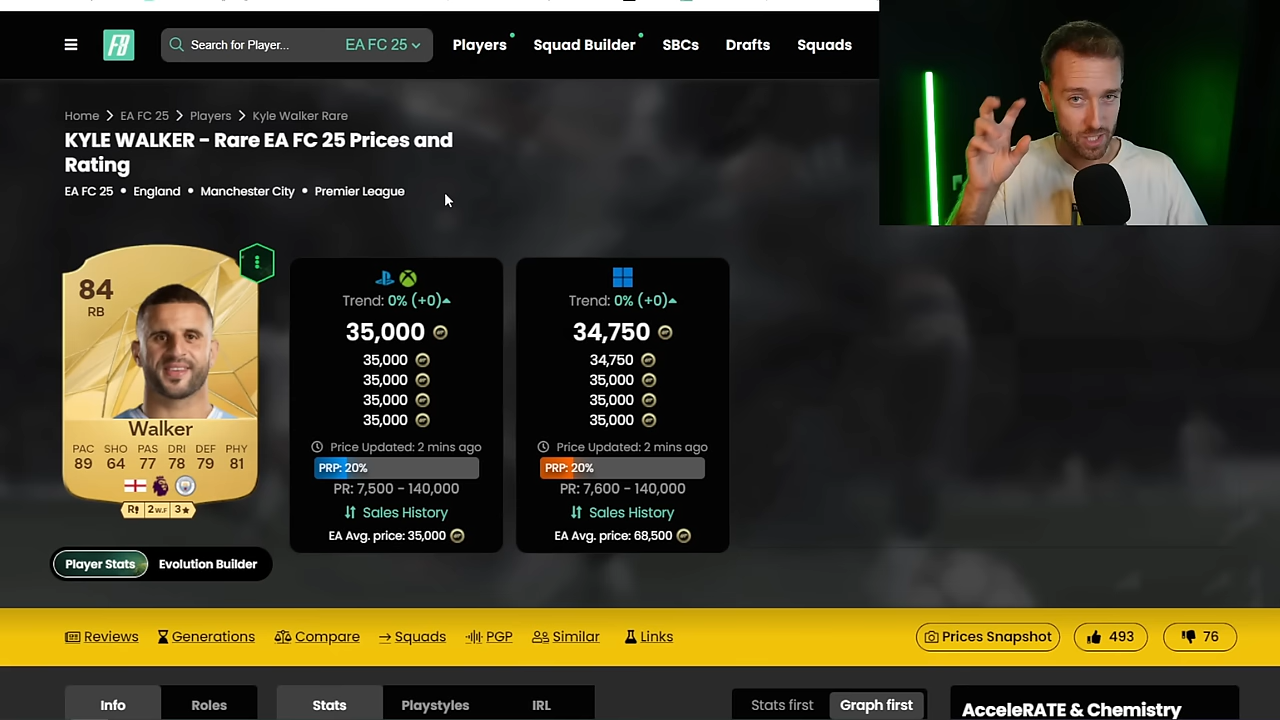 F8
Search for Player...
EA FC 25
Players
Squad Builder
SBCs
Drafts
Squads
Home
EA FC 25
Players
Kyle Walker Rare
KYLE WALKER - Rare EA FC 25 Prices and
Rating
EA FC 25 • England • Manchester City • Premier League
84
RB
Walker
PAC SHO PAS DRI DEF PHY
89 64 77 78 79 81
R
2 W.F
3★
Trend: 0% (+0)
35,000
35,000
35,000
35,000
35,000
Price Updated: 2 mins ago
PRP: 20%
PR: 7,500 - 140,000
Sales History
EA Avg. price: 35,000
Trend: 0% (+0)
34,750
34,750
35,000
35,000
35,000
Price Updated: 2 mins ago
PRP: 20%
PR: 7,600 - 140,000
Sales History
EA Avg. price: 68,500
Player Stats
Evolution Builder
Reviews
Generations
Compare
Squads
PGP
Similar
Links
Prices Snapshot
493
76
Info
Roles
Stats
Playstyles
IRL
Stats first
Graph first
AcceleRATE & Chemistry